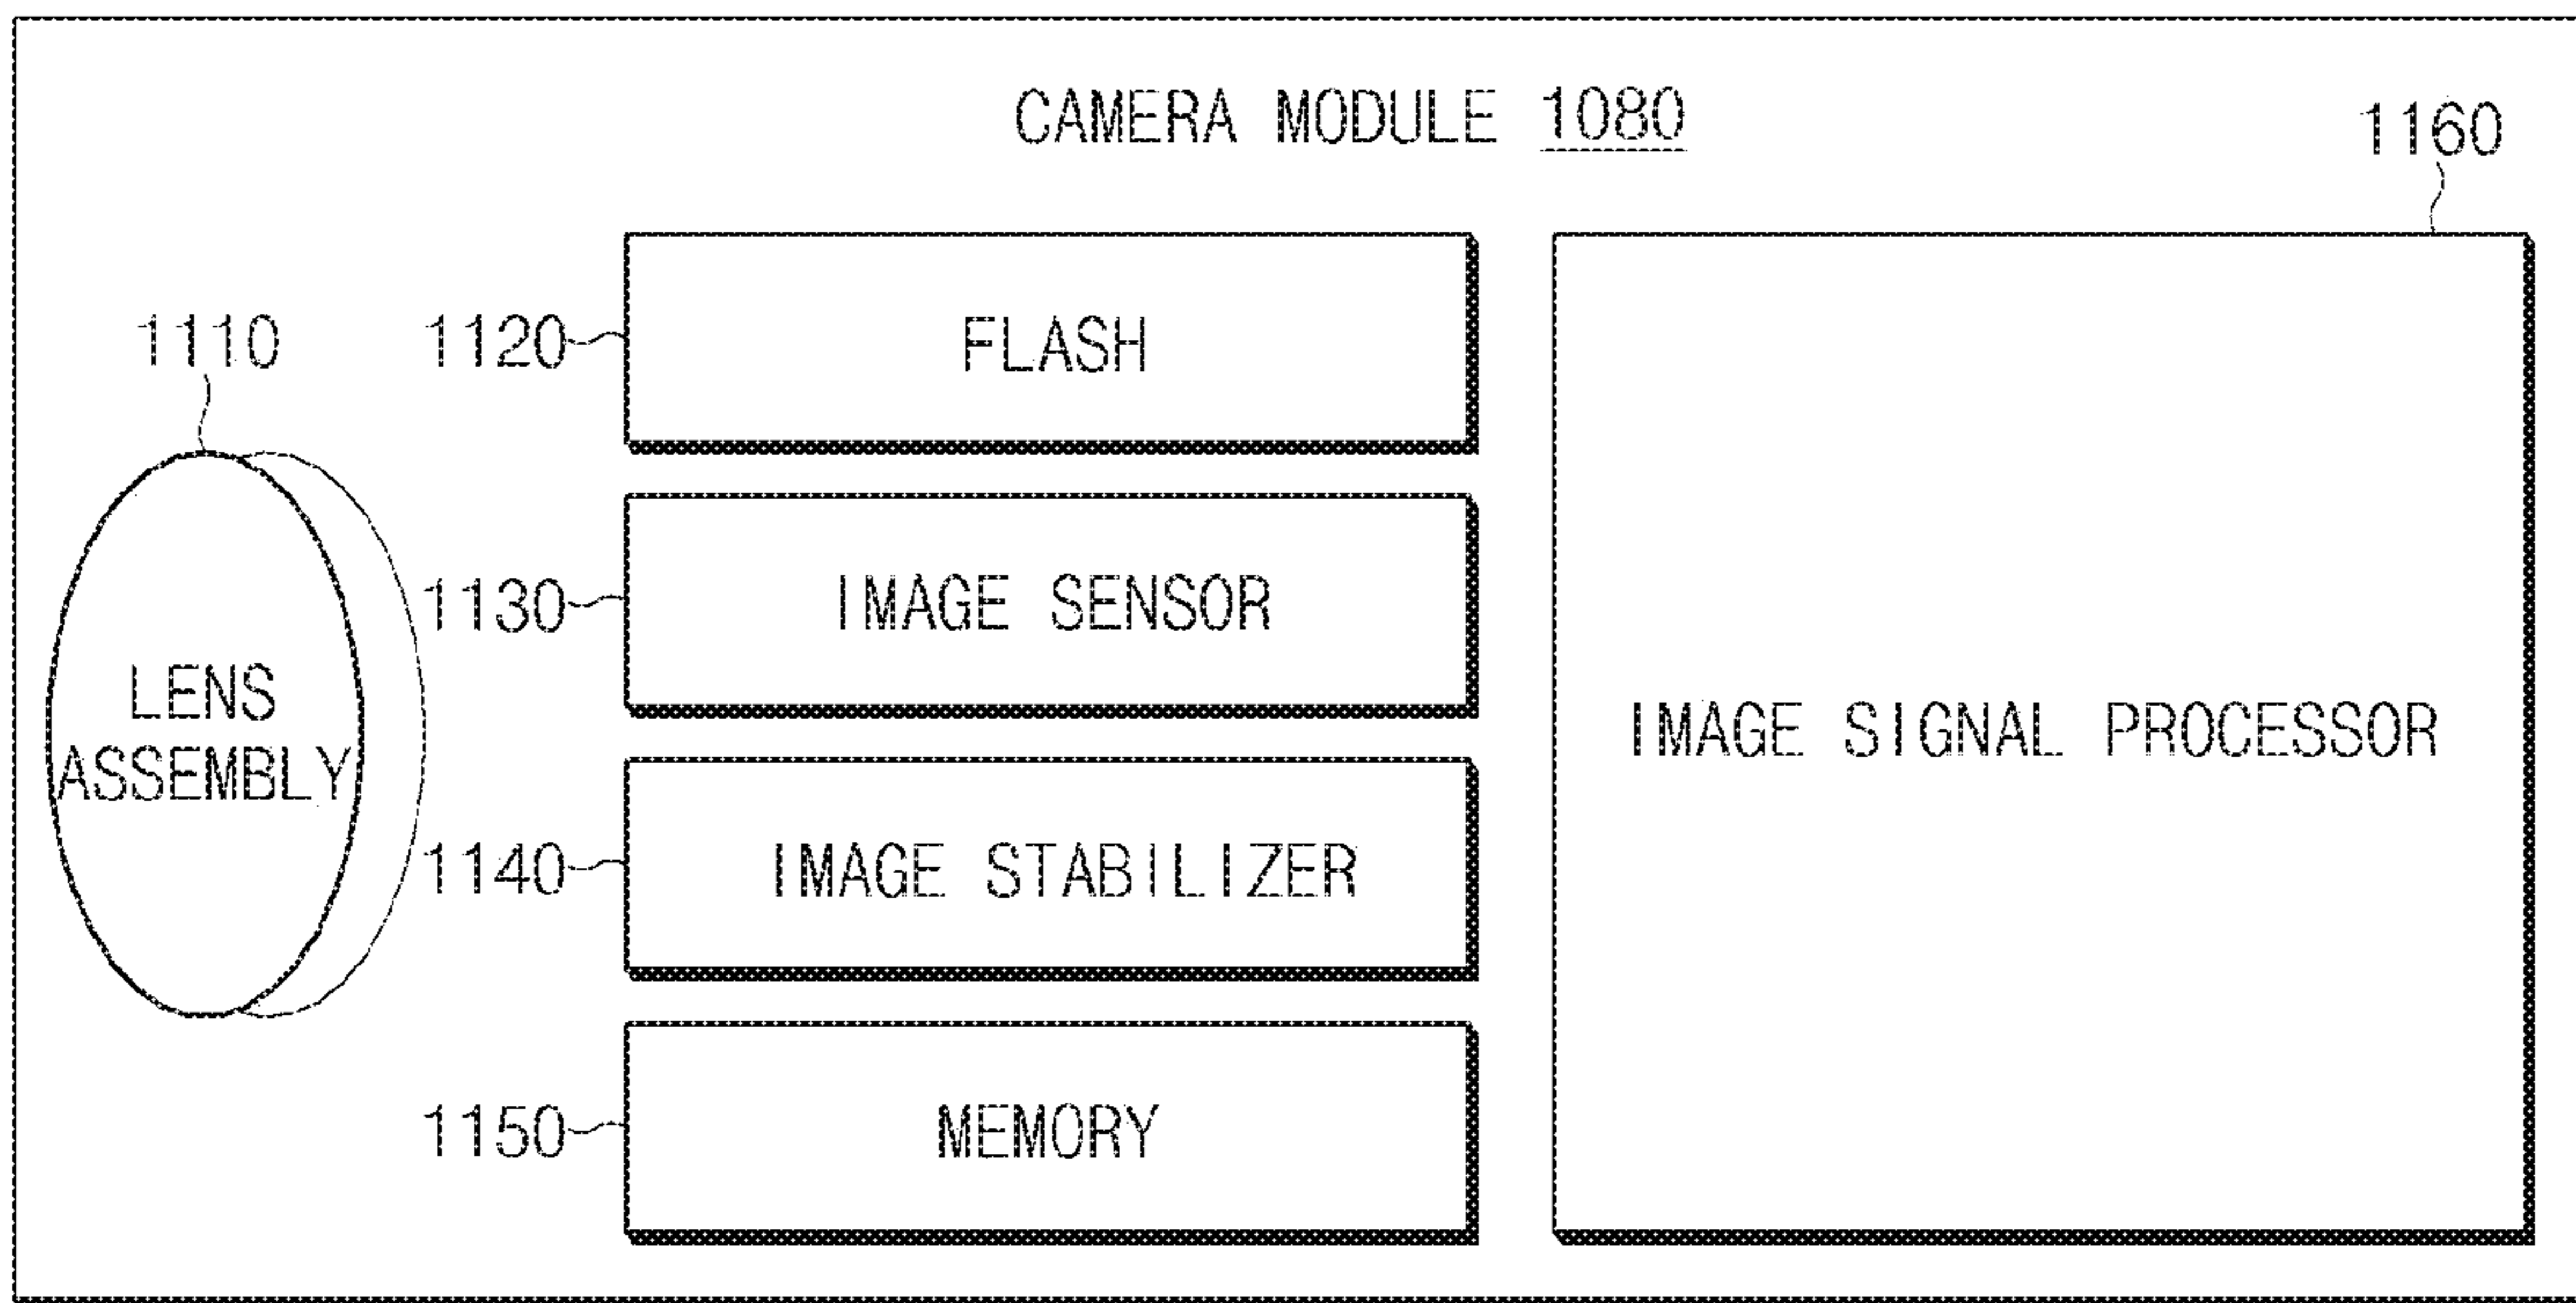 CAMERA MODULE 1080
1160
1110
LENS
ASSEMBLY
1120
FLASH
1130
IMAGE SENSOR
1140
IMAGE STABILIZER
1150
MEMORY
IMAGE SIGNAL PROCESSOR